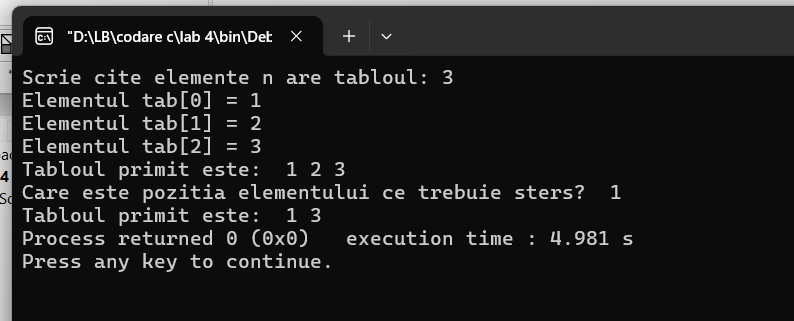 "D:\LB\codare c\lab 4\bin\Deb
Scrie cite elemente n are tabloul: 3
Elementul tab[0] = 1
Elementul tab[1] = 2
Elementul tab[2] = 3
Tabloul primit este:  1 2 3
Care este pozitia elementului ce trebuie sters?  1
Tabloul primit este:  1 3
Process returned 0 (0x0)   execution time : 4.981 s
Press any key to continue.
4